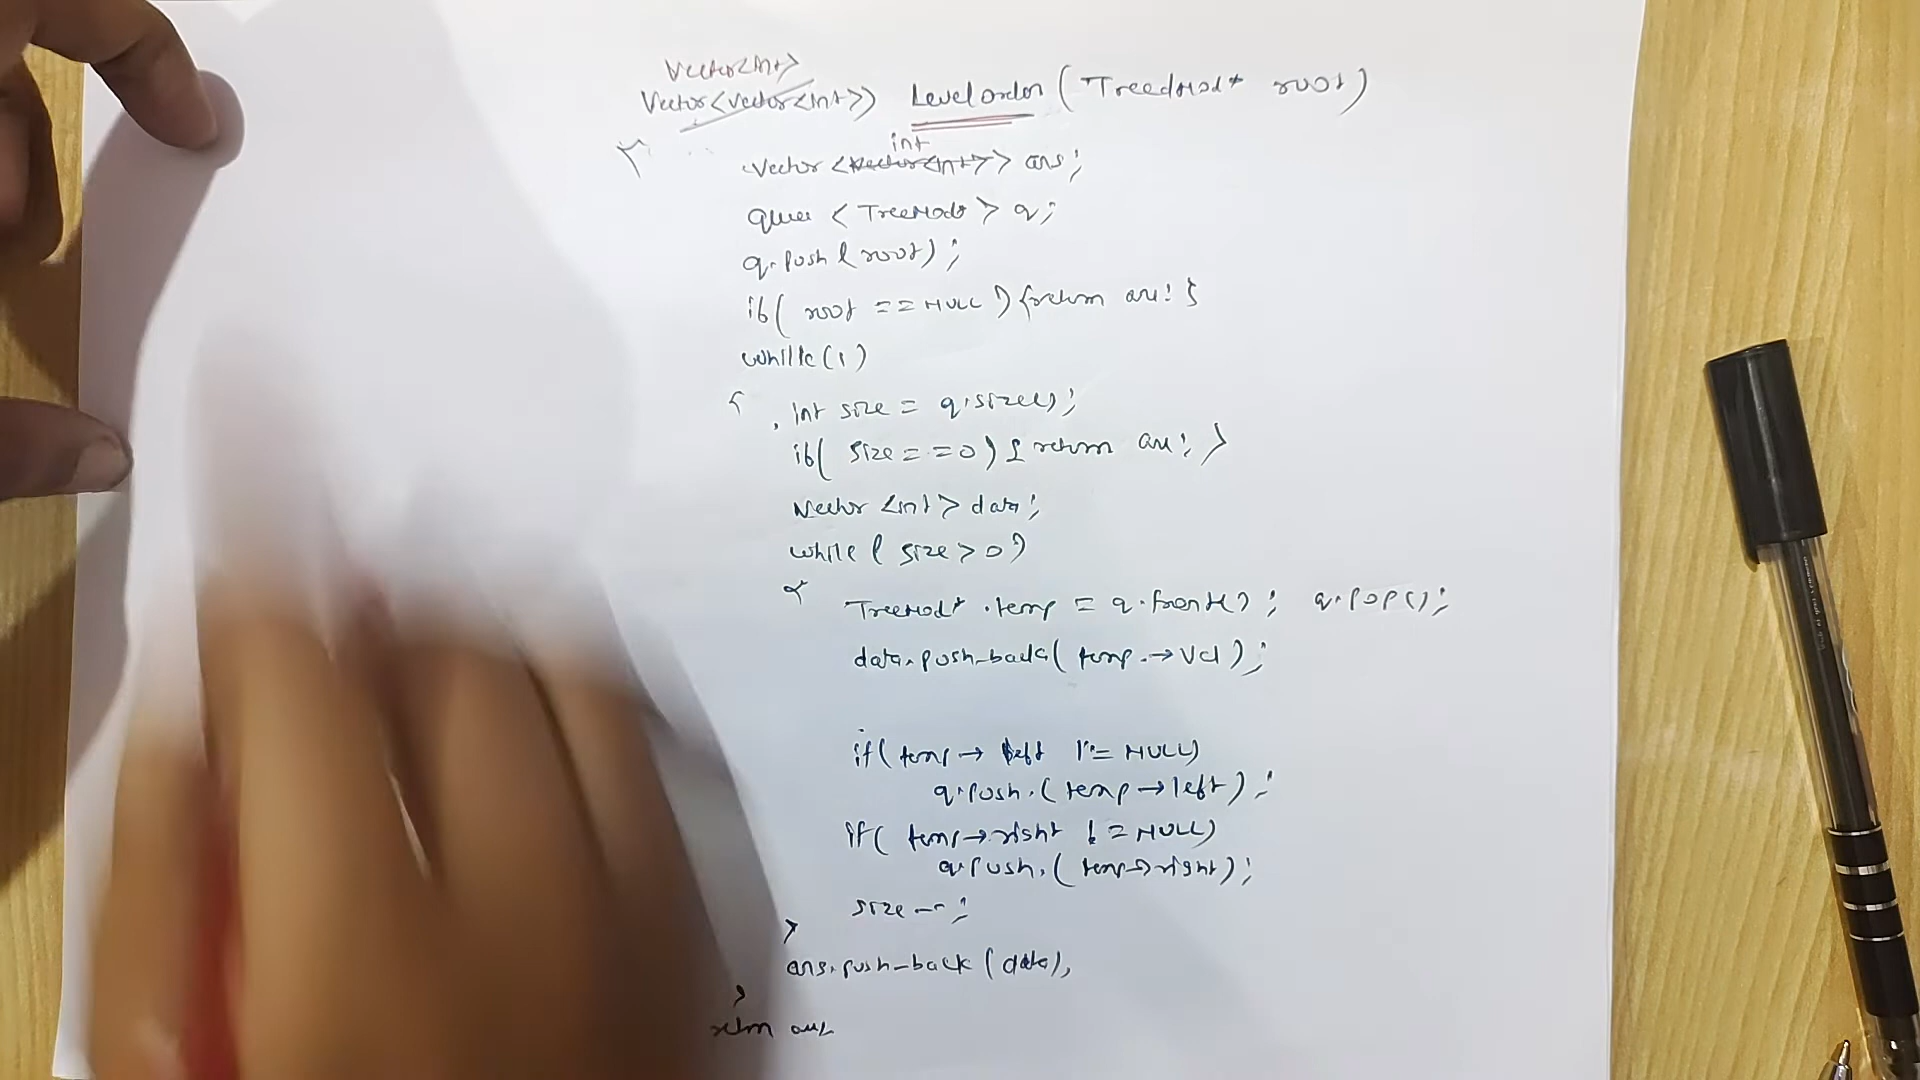 Vector<int>
Vector<vector<int>> Levelorder(TreeNod* root)
int
Vector<vector<int>> ans;
queue <TreeNode> q;
q.push(root);
if( root == NULL ){return ans;}
while(1)
{ int size = q.size();
if( size == 0){ return ans; }
vector <int> data;
while( size > 0)
{ TreeNod* temp = q.front(); q.pop();
data.push_back( temp -> val );
if( temp -> left != NULL)
q.push.( temp -> left );
if( temp -> right != NULL)
q.push.( temp -> right);
size --;
}
ans.push_back (data);
}
return ans;